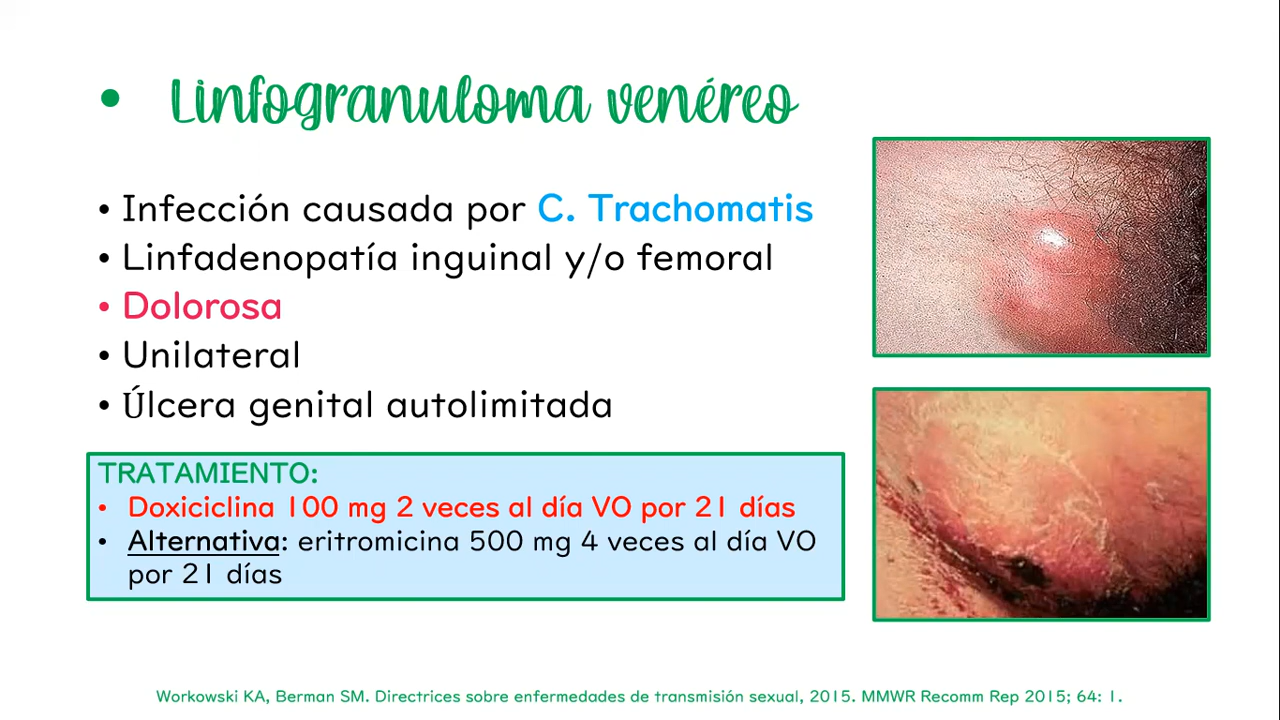 • Linfogranuloma venéreo
• Infección causada por C. Trachomatis
• Linfadenopatía inguinal y/o femoral
• Dolorosa
• Unilateral
• Úlcera genital autolimitada
TRATAMIENTO:
• Doxiciclina 100 mg 2 veces al día VO por 21 días
• Alternativa: eritromicina 500 mg 4 veces al día VO
por 21 días
Workowski KA, Berman SM. Directrices sobre enfermedades de transmisión sexual, 2015. MMWR Recomm Rep 2015; 64: 1.